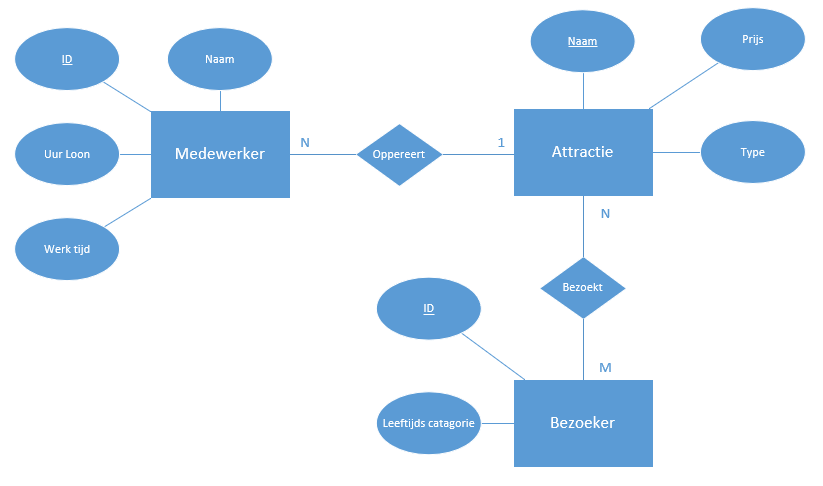 ID
Naam
Naam
Prijs
Uur Loon
Medewerker
N
Oppereert
1
Attractie
Type
Werk tijd
N
Bezoekt
ID
M
Leeftijds catagorie
Bezoeker